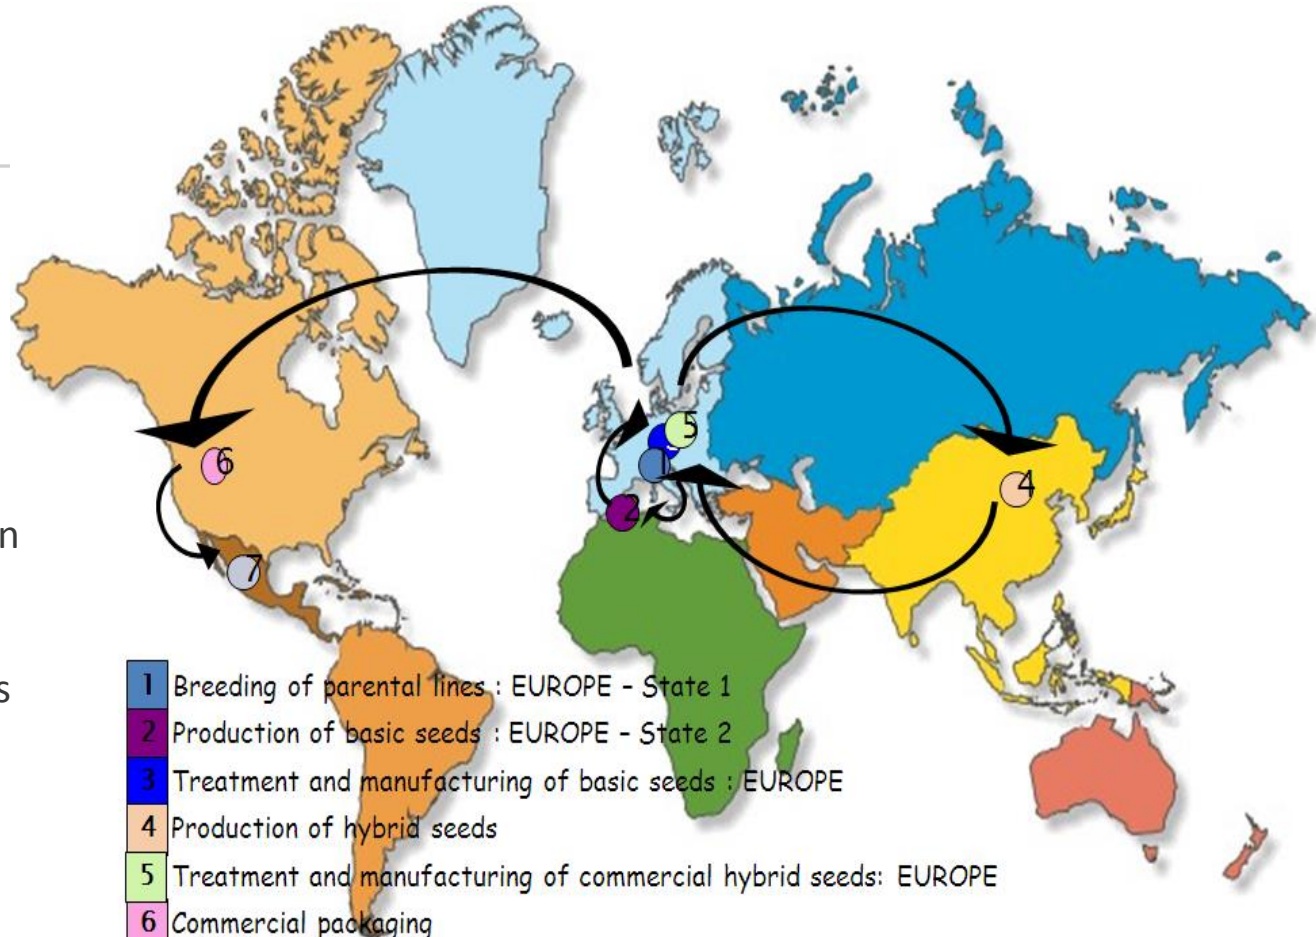 6
5
1
4
2
7
n
s
1 Breeding of parental lines : EUROPE – State 1
2 Production of basic seeds : EUROPE – State 2
3 Treatment and manufacturing of basic seeds : EUROPE
4 Production of hybrid seeds
5 Treatment and manufacturing of commercial hybrid seeds: EUROPE
6 Commercial packaging